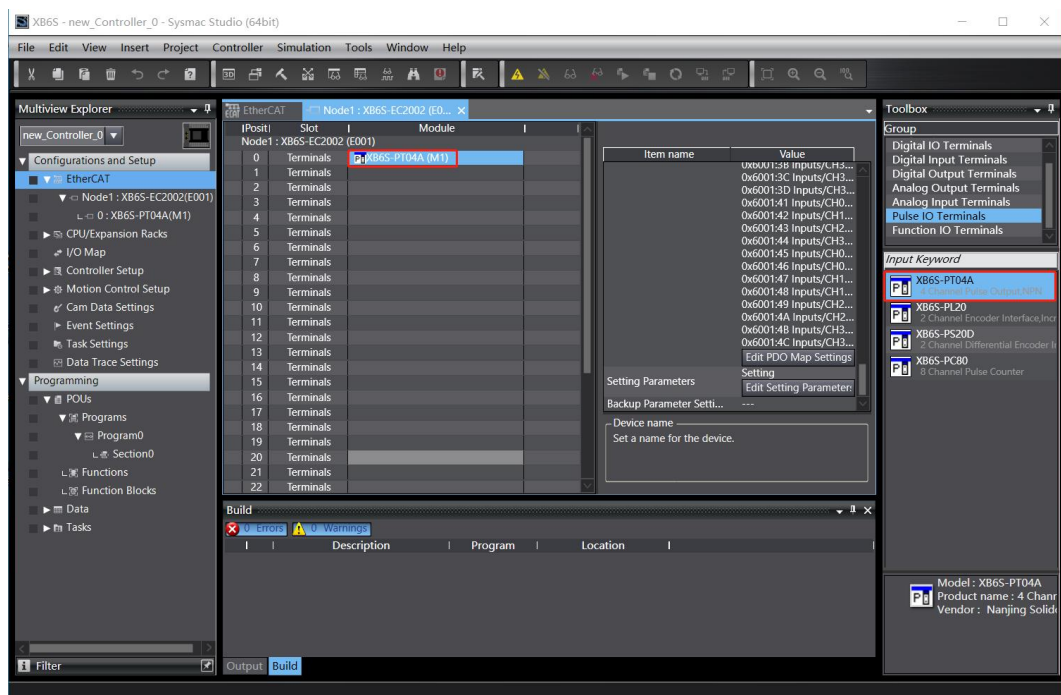 XB6S - new_Controller_0 - Sysmac Studio (64bit)
File Edit View Insert Project Controller Simulation Tools Window Help
Multiview Explorer
new_Controller_0
Configurations and Setup
EtherCAT
Node1 : XB6S-EC2002(E001)
0 : XB6S-PT04A(M1)
CPU/Expansion Racks
I/O Map
Controller Setup
Motion Control Setup
Cam Data Settings
Event Settings
Task Settings
Data Trace Settings
Programming
POUs
Programs
Program0
Section0
Functions
Function Blocks
Data
Tasks
Filter
EtherCAT
Node1 : XB6S-EC2002 (E0...
|Posit| Slot | Module |
Node1 : XB6S-EC2002 (E001)
0 Terminals XB6S-PT04A (M1)
1 Terminals
2 Terminals
3 Terminals
4 Terminals
5 Terminals
6 Terminals
7 Terminals
8 Terminals
9 Terminals
10 Terminals
11 Terminals
12 Terminals
13 Terminals
14 Terminals
15 Terminals
16 Terminals
17 Terminals
18 Terminals
19 Terminals
20 Terminals
21 Terminals
22 Terminals
Item name Value
0x6001:3B Inputs/CH3...
0x6001:3C Inputs/CH3...
0x6001:3D Inputs/CH3...
0x6001:41 Inputs/CH0...
0x6001:42 Inputs/CH1...
0x6001:43 Inputs/CH2...
0x6001:44 Inputs/CH3...
0x6001:45 Inputs/CH0...
0x6001:46 Inputs/CH0...
0x6001:47 Inputs/CH1...
0x6001:48 Inputs/CH1...
0x6001:49 Inputs/CH2...
0x6001:4A Inputs/CH2...
0x6001:4B Inputs/CH3...
0x6001:4C Inputs/CH3...
Edit PDO Map Settings
Setting
Setting Parameters
Edit Setting Parameter
Backup Parameter Setti... ---
Device name
Set a name for the device.
Build
0 Errors 0 Warnings
| | Description | Program | Location |
Output Build
Toolbox
Group
Digital IO Terminals
Digital Input Terminals
Digital Output Terminals
Analog Output Terminals
Analog Input Terminals
Pulse IO Terminals
Function IO Terminals
Input Keyword
XB6S-PT04A
4 Channel Pulse Output,NPN
XB6S-PL20
2 Channel Encoder Interface,Incr
XB6S-PS20D
2 Channel Differential Encoder I
XB6S-PC80
8 Channel Pulse Counter
Model : XB6S-PT04A
Product name : 4 Chann
Vendor : Nanjing Solid